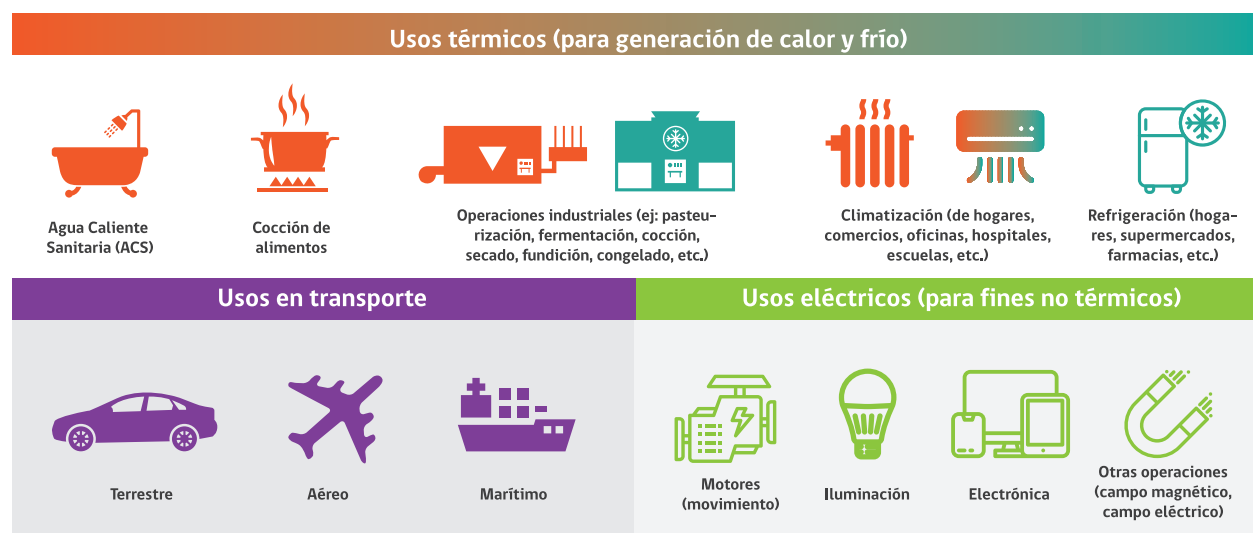 Usos térmicos (para generación de calor y frío)
Agua Caliente
Sanitaria (ACS)
Cocción de
alimentos
Operaciones industriales (ej: pasteu-
rización, fermentación, cocción,
secado, fundición, congelado, etc.)
Climatización (de hogares,
comercios, oficinas, hospitales,
escuelas, etc.)
Refrigeración (hoga-
res, supermercados,
farmacias, etc.)
Usos en transporte
Terrestre
Aéreo
Marítimo
Usos eléctricos (para fines no térmicos)
Motores
(movimiento)
Iluminación
Electrónica
Otras operaciones
(campo magnético,
campo eléctrico)